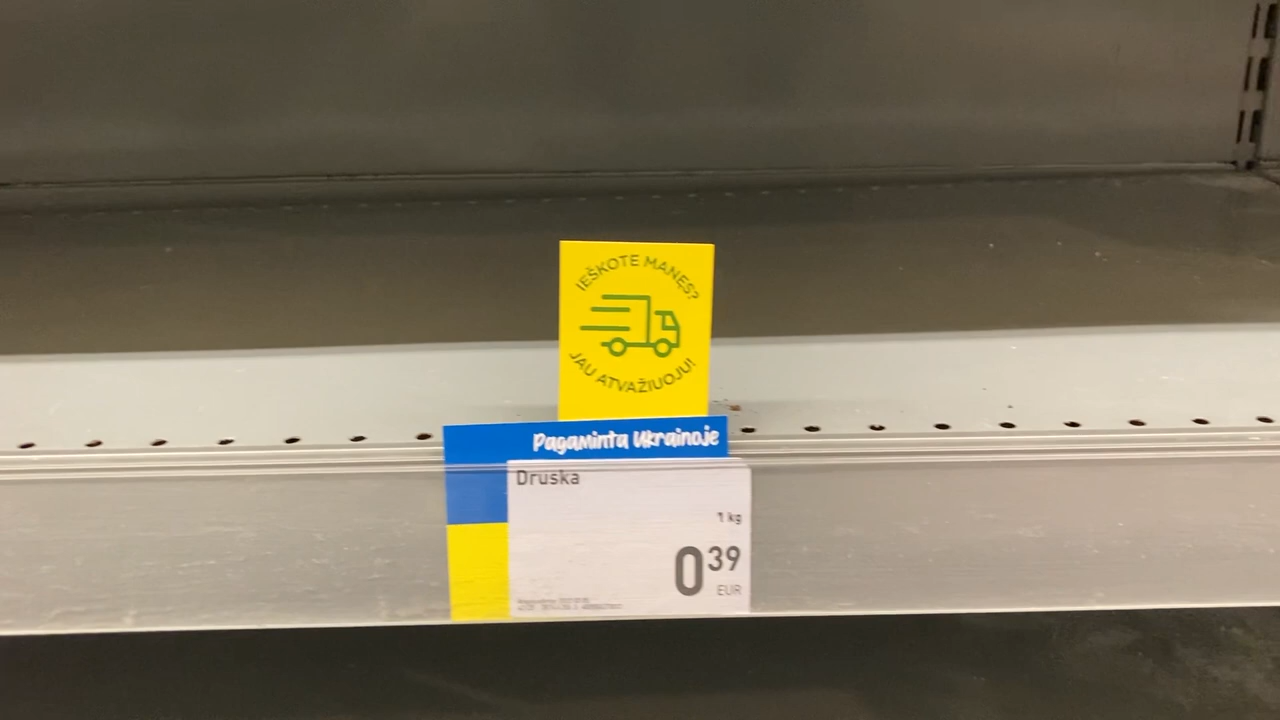 IEŠKOTE MANĘS?
JAU ATVAŽIUOJU!
Pagaminta Ukrainoje
Druska
1 kg
0 39
EUR